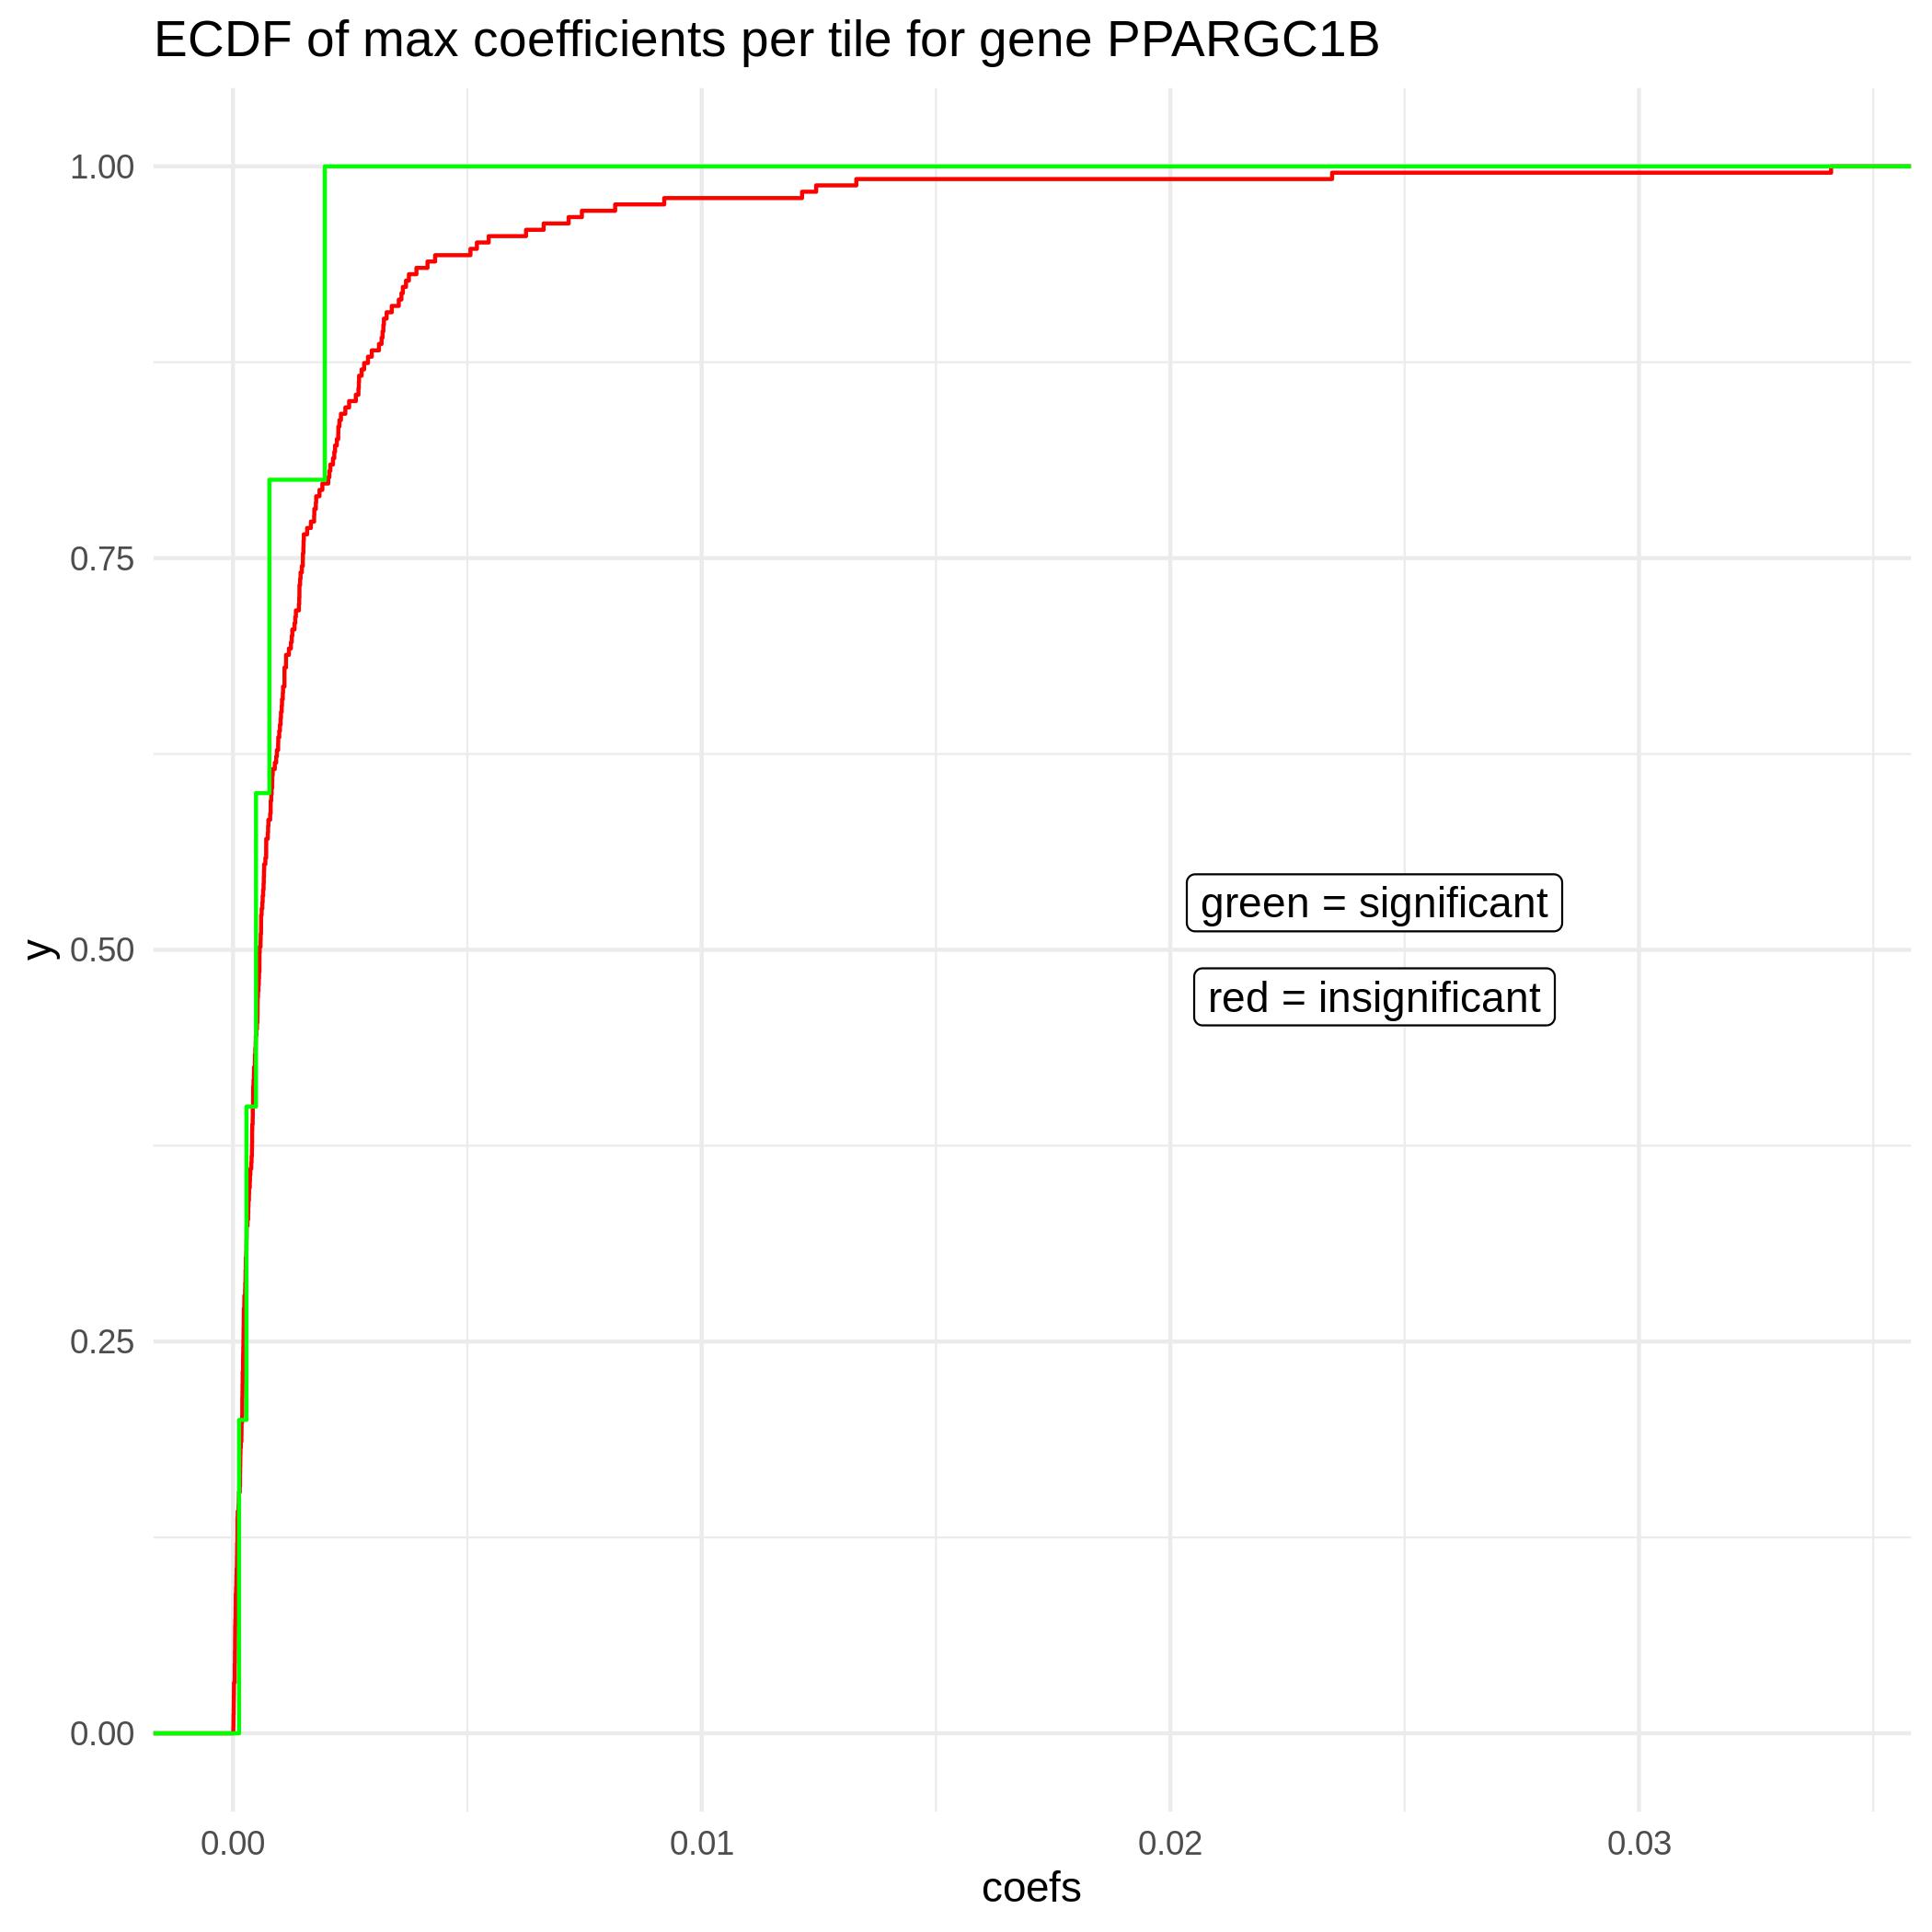 ECDF of max coefficients per tile for gene PPARGC1B
1.00
0.75
0.50
0.25
0.00
y
green = significant
red = insignificant
0.00 0.01 0.02 0.03
coefs